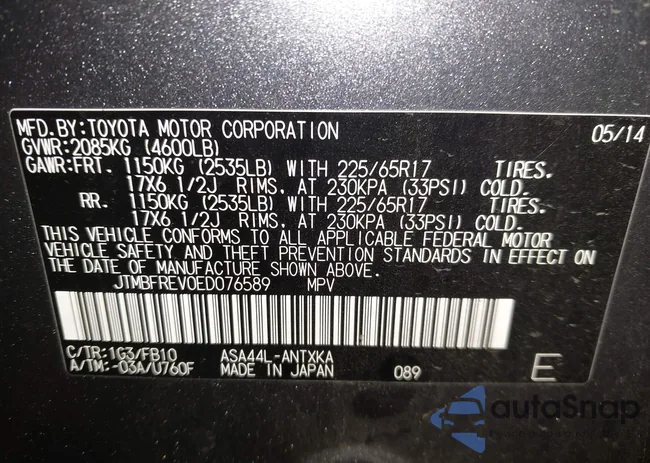 MFD.BY:TOYOTA MOTOR CORPORATION 05/14
GVWR:2085KG (4600LB)
GAWR:FRT. 1150KG (2535LB) WITH 225/65R17 TIRES.
17X6 1/2J RIMS, AT 230KPA (33PSI) COLD.
RR. 1150KG (2535LB) WITH 225/65R17 TIRES.
17X6 1/2J RIMS, AT 230KPA (33PSI) COLD.
THIS VEHICLE CONFORMS TO ALL APPLICABLE FEDERAL MOTOR
VEHICLE SAFETY AND THEFT PREVENTION STANDARDS IN EFFECT ON
THE DATE OF MANUFACTURE SHOWN ABOVE.
JTMBFREV0ED076589 MPV
C/TR:1G3/FB10 ASA44L-ANTXKA
A/TM:-03A/U760F MADE IN JAPAN 089 E
autoSnap